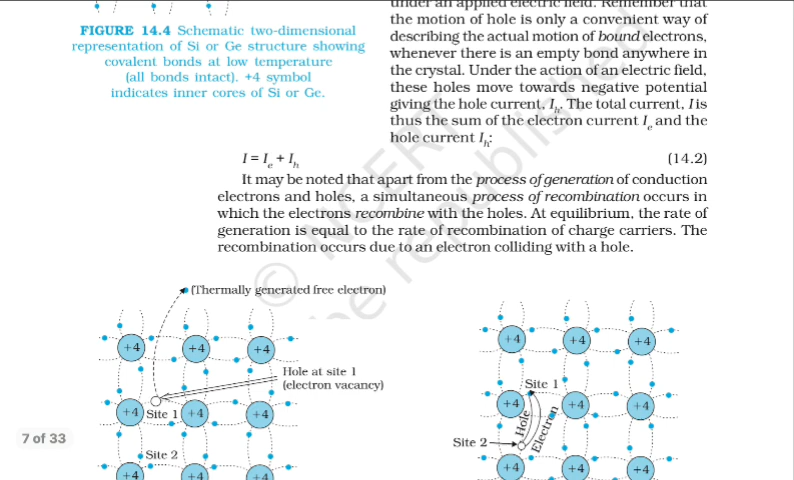 under an applied electric field. Remember that
the motion of hole is only a convenient way of
describing the actual motion of bound electrons,
whenever there is an empty bond anywhere in
the crystal. Under the action of an electric field,
these holes move towards negative potential
giving the hole current, Ih. The total current, I is
thus the sum of the electron current Ie and the
hole current Ih:
FIGURE 14.4 Schematic two-dimensional
representation of Si or Ge structure showing
covalent bonds at low temperature
(all bonds intact). +4 symbol
indicates inner cores of Si or Ge.
I = Ie + Ih (14.2)
It may be noted that apart from the process of generation of conduction
electrons and holes, a simultaneous process of recombination occurs in
which the electrons recombine with the holes. At equilibrium, the rate of
generation is equal to the rate of recombination of charge carriers. The
recombination occurs due to an electron colliding with a hole.
© NCERT
be republished
(Thermally generated free electron)
+4 +4 +4
Hole at site 1
(electron vacancy)
+4 Site 1 +4 +4
Site 2
+4 +4 +4
+4 +4 +4
Site 1
+4 +4 +4
Hole
Electron
Site 2
+4 +4 +4
7 of 33